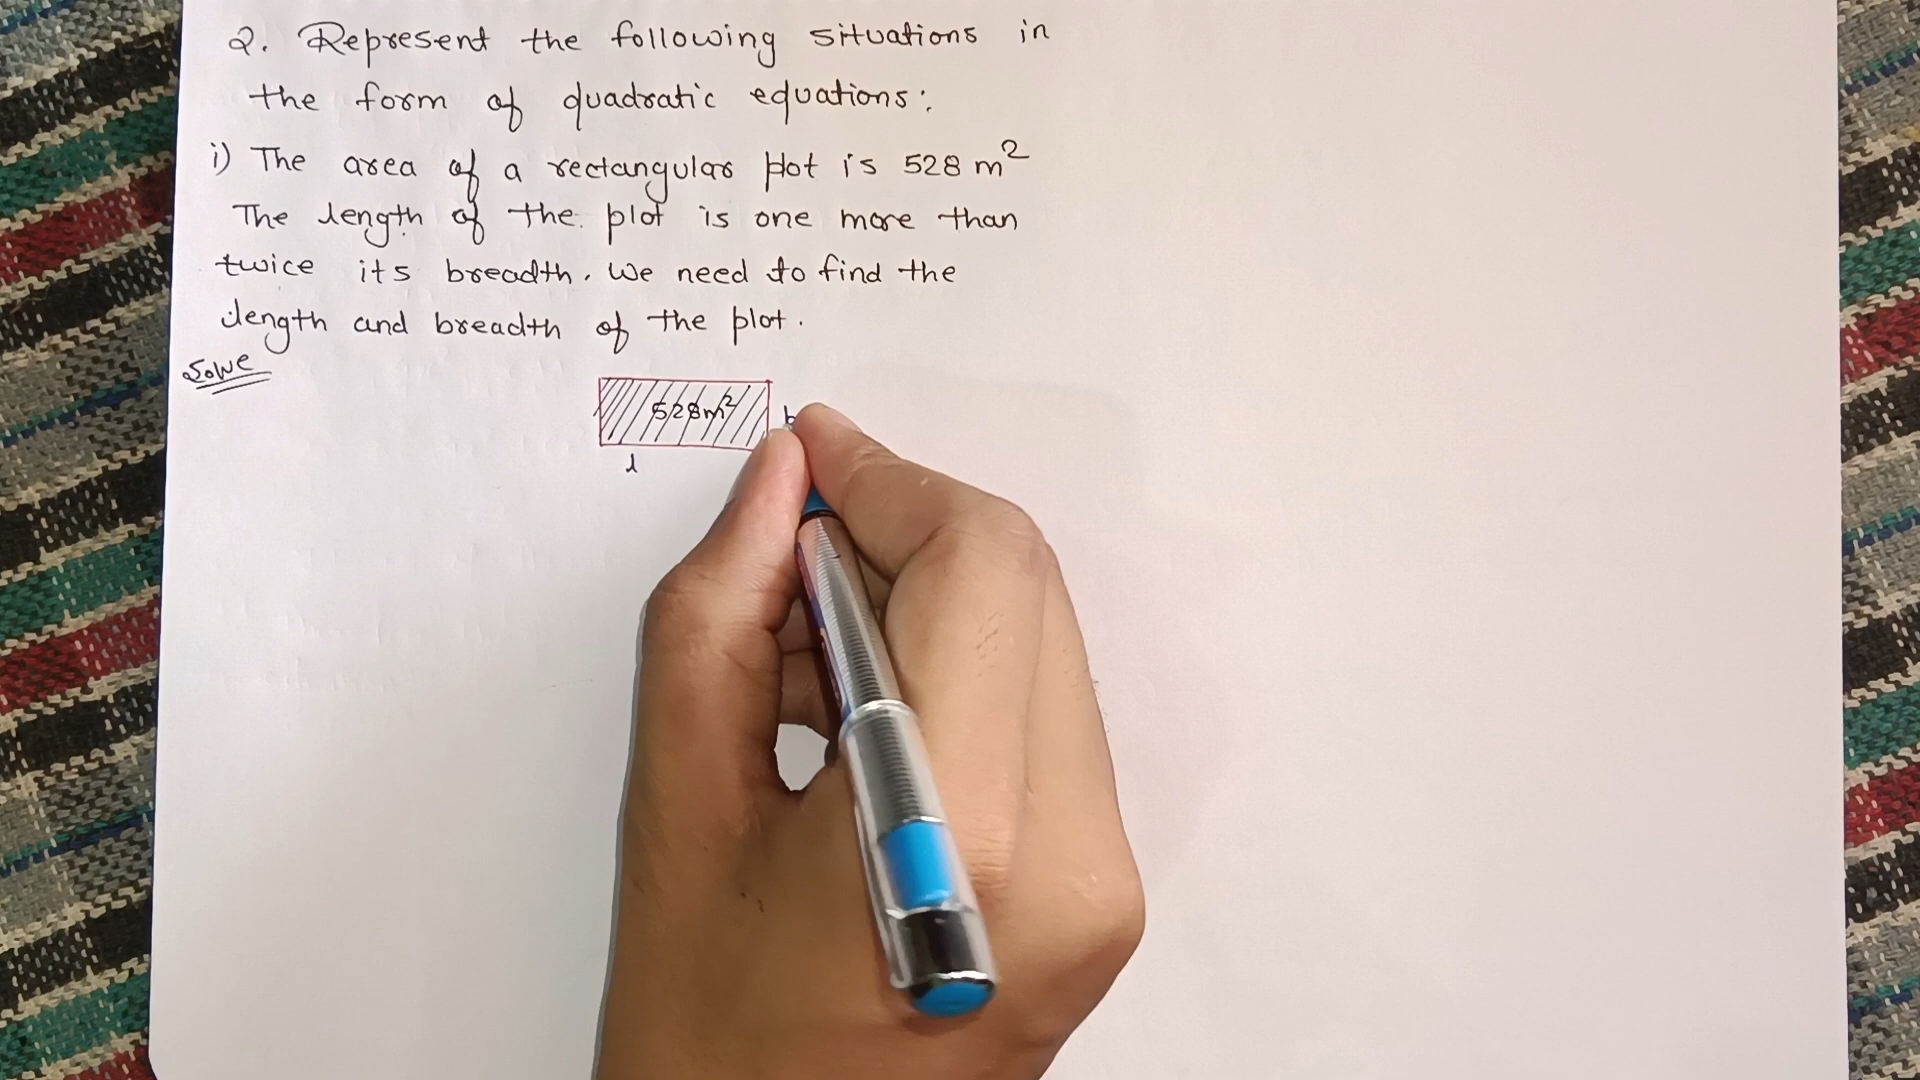 2. Represent the following situations in
the form of quadratic equations:
i) The area of a rectangular plot is 528 m²
The length of the plot is one more than
twice its breadth. We need to find the
length and breadth of the plot.
Solve
528m²
b
l